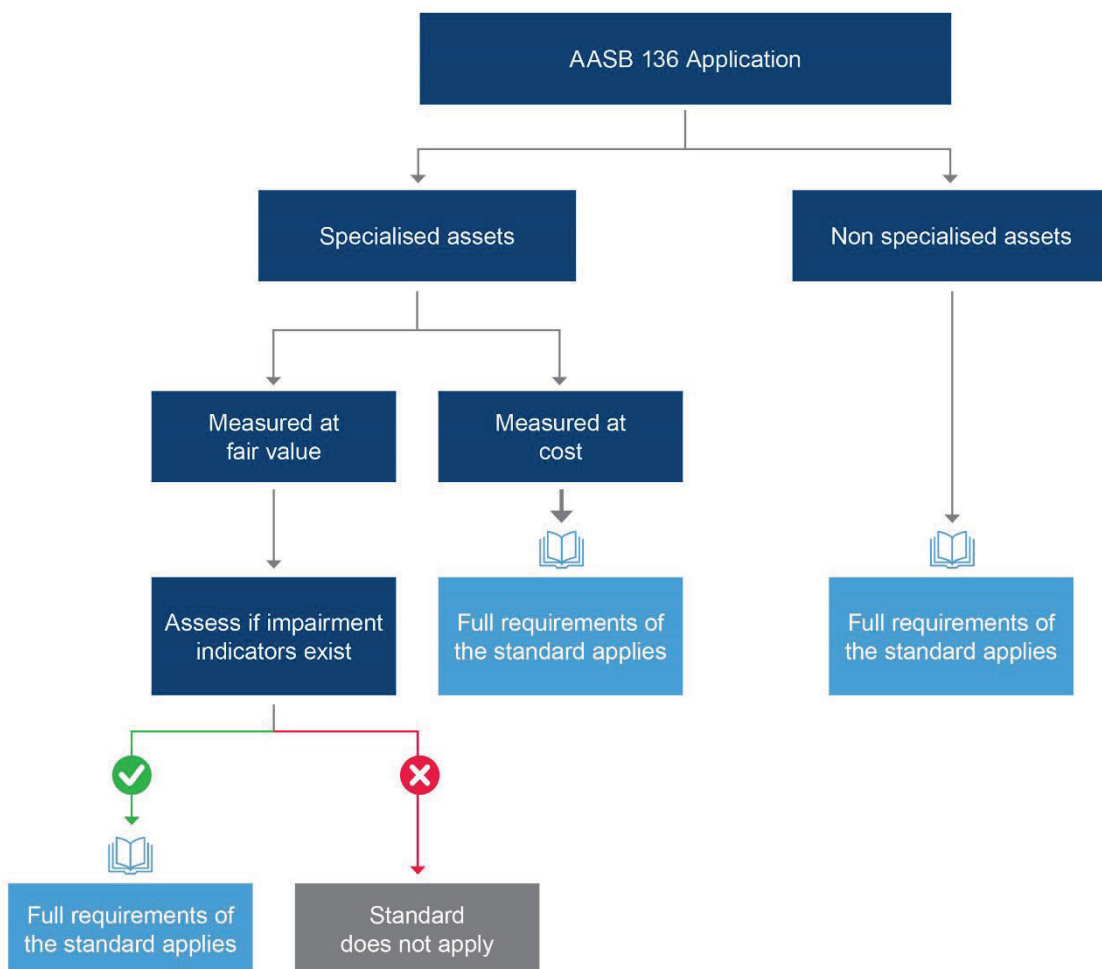 AASB 136 Application
Specialised assets
Non specialised assets
Measured at
fair value
Measured at
cost
Assess if impairment
indicators exist
Full requirements of
the standard applies
Full requirements of
the standard applies
Full requirements of
the standard applies
Standard
does not apply